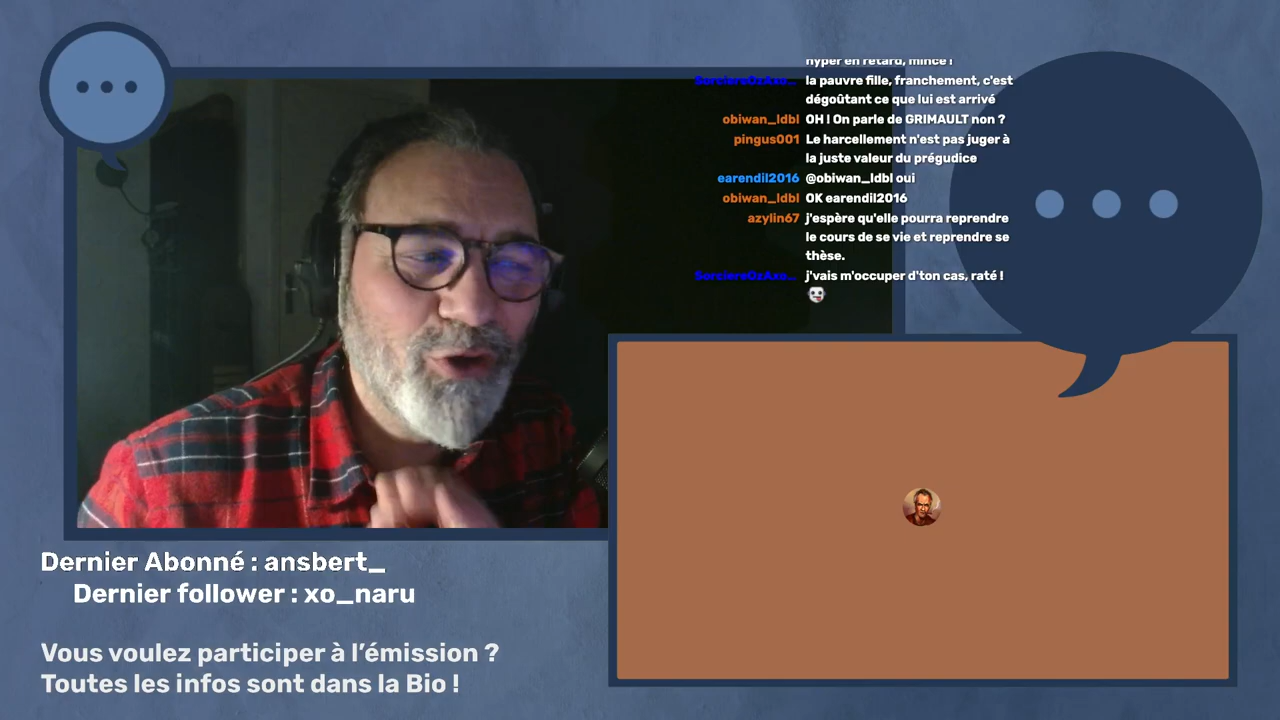 hyper en retard, mince !
SorciereOzAxo... la pauvre fille, franchement, c'est
dégoûtant ce que lui est arrivé
obiwan_ldbl OH ! On parle de GRIMAULT non ?
pingus001 Le harcellement n'est pas juger à
la juste valeur du prégudice
earendil2016 @obiwan_ldbl oui
obiwan_ldbl OK earendil2016
azylin67 j'espère qu'elle pourra reprendre
le cours de se vie et reprendre se
thèse.
SorciereOzAxo... j'vais m'occuper d'ton cas, raté !
Dernier Abonné : ansbert_
Dernier follower : xo_naru
Vous voulez participer à l'émission ?
Toutes les infos sont dans la Bio !